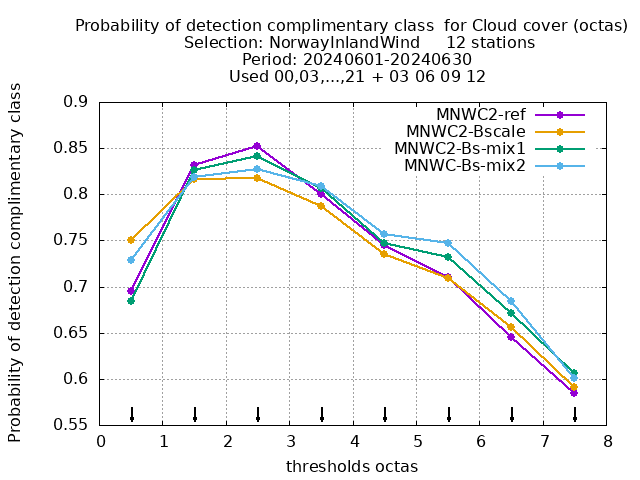 Probability of detection complimentary class  for Cloud cover (octas)
Selection: NorwayInlandWind     12 stations
Period: 20240601-20240630
Used 00,03,...,21 + 03 06 09 12
Probability of detection complimentary class
0.9
0.85
0.8
0.75
0.7
0.65
0.6
0.55
MNWC2-ref
MNWC2-Bscale
MNWC2-Bs-mix1
MNWC-Bs-mix2
0 1 2 3 4 5 6 7 8
thresholds octas